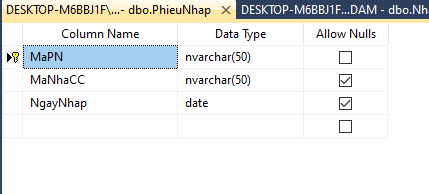 DESKTOP-M6BBJ1F\...- dbo.PhieuNhap DESKTOP-M6BBJ1F...DAM - dbo.Nh
Column Name Data Type Allow Nulls
MaPN nvarchar(50)
MaNhaCC nvarchar(50)
NgayNhap date